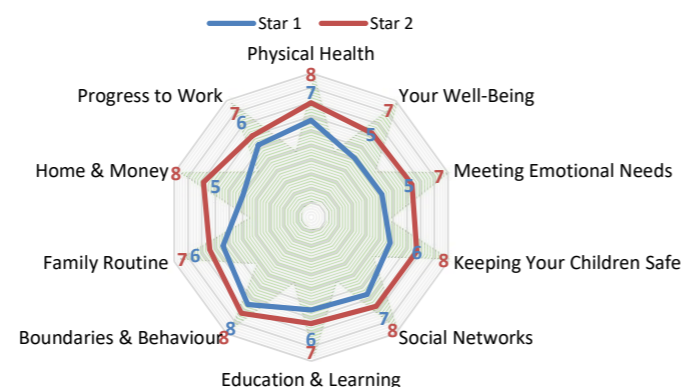 Star 1 Star 2
Physical Health
8
7
Progress to Work
Your Well-Being
7
6
7
5
Home & Money
8
5
Meeting Emotional Needs
5
7
Family Routine
7
6
Keeping Your Children Safe
6
8
Boundaries & Behaviour
8
8
Social Networks
7
8
6
7
Education & Learning